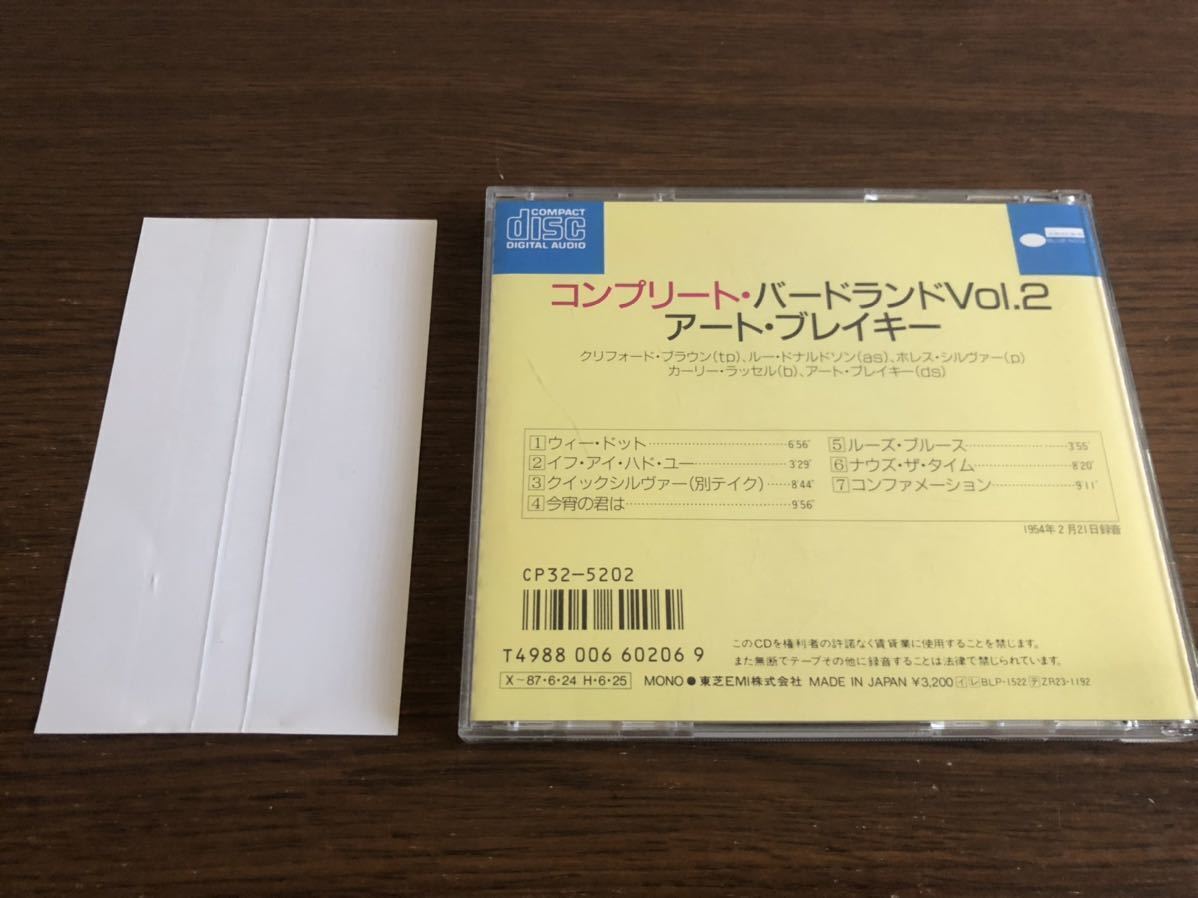 COMPACT
disc
DIGITAL AUDIO
コンプリート・バードランドVol.2
アート・ブレイキー
クリフォード・ブラウン(tp)、ルー・ドナルドソン(as)、ホレス・シルヴァー(p)
カーリー・ラッセル(b)、アート・ブレイキー(ds)
1 ウィー・ドット 6'56"
2 イフ・アイ・ハド・ユー 3'29"
3 クイックシルヴァー(別テイク) 8'44"
4 今宵の君は 9'56"
5 ルーズ・ブルース 3'55"
6 ナウズ・ザ・タイム 8'20"
7 コンファメーション 9'11"
1954年2月21日録音
CP32-5202
T4988 006 60206 9
このCDを権利者の許諾なく賃貸業に使用することを禁じます。
また無断でテープその他に録音することは法律で禁じられています。
X~87・6・24 H・6・25 MONO ● 東芝EMI株式会社 MADE IN JAPAN ¥3,200 イレ BLP-1522 テ ZR23-1192